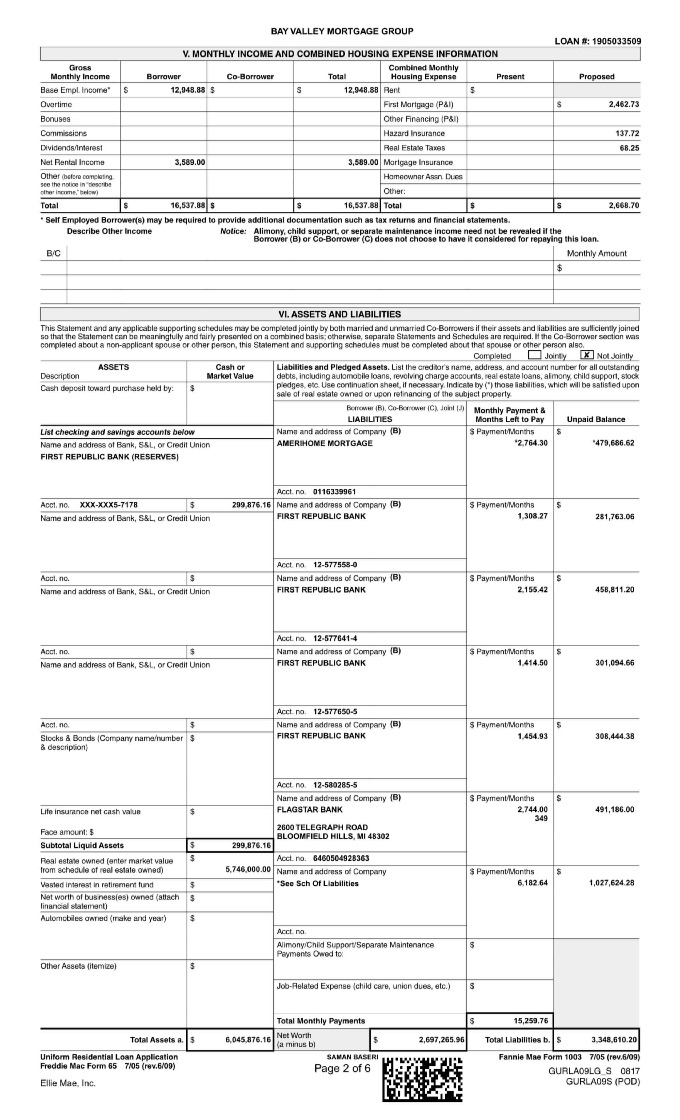 BAY VALLEY MORTGAGE GROUP
LOAN #: 1905033509
V. MONTHLY INCOME AND COMBINED HOUSING EXPENSE INFORMATION
Gross Monthly Income Borrower Co-Borrower Total Combined Monthly Housing Expense Present Proposed
Base Empl. Income* $ 12,948.88 $ $ 12,948.88 Rent $
Overtime First Mortgage (P&I) $ 2,462.73
Bonuses Other Financing (P&I)
Commissions Hazard Insurance 137.72
Dividends/Interest Real Estate Taxes 68.25
Net Rental Income 3,589.00 3,589.00 Mortgage Insurance
Other (before completing, see the notice in "describe other income," below) Homeowner Assn. Dues
Other:
Total $ 16,537.88 $ $ 16,537.88 Total $ $ 2,668.70
* Self Employed Borrower(s) may be required to provide additional documentation such as tax returns and financial statements.
Describe Other Income Notice: Alimony, child support, or separate maintenance income need not be revealed if the
Borrower (B) or Co-Borrower (C) does not choose to have it considered for repaying this loan.
B/C Monthly Amount
$
VI. ASSETS AND LIABILITIES
This Statement and any applicable supporting schedules may be completed jointly by both married and unmarried Co-Borrowers if their assets and liabilities are sufficiently joined
so that the Statement can be meaningfully and fairly presented on a combined basis; otherwise, separate Statements and Schedules are required. If the Co-Borrower section was
completed about a non-applicant spouse or other person, this Statement and supporting schedules must be completed about that spouse or other person also.
Completed Jointly X Not Jointly
ASSETS
Description
Cash or Market Value
Cash deposit toward purchase held by: $
Liabilities and Pledged Assets. List the creditor's name, address, and account number for all outstanding
debts, including automobile loans, revolving charge accounts, real estate loans, alimony, child support, stock
pledges, etc. Use continuation sheet, if necessary. Indicate by (*) those liabilities, which will be satisfied upon
sale of real estate owned or upon refinancing of the subject property.
Borrower (B), Co-Borrower (C), Joint (J)
LIABILITIES
Monthly Payment & Months Left to Pay
Unpaid Balance
List checking and savings accounts below
Name and address of Company (B) $ Payment/Months $
Name and address of Bank, S&L, or Credit Union AMERIHOME MORTGAGE *2,764.30 *479,686.62
FIRST REPUBLIC BANK (RESERVES)
Acct. no. 0116339961
Acct. no. XXX-XXX5-7178 $ 299,876.16 Name and address of Company (B) $ Payment/Months $
Name and address of Bank, S&L, or Credit Union FIRST REPUBLIC BANK 1,308.27 281,763.06
Acct. no. 12-577558-0
Acct. no. $ Name and address of Company (B) $ Payment/Months $
Name and address of Bank, S&L, or Credit Union FIRST REPUBLIC BANK 2,155.42 458,811.20
Acct. no. 12-577641-4
Acct. no. $ Name and address of Company (B) $ Payment/Months $
Name and address of Bank, S&L, or Credit Union FIRST REPUBLIC BANK 1,414.50 301,094.66
Acct. no. 12-577650-5
Acct. no. $ Name and address of Company (B) $ Payment/Months $
Stocks & Bonds (Company name/number & description) $ FIRST REPUBLIC BANK 1,454.93 308,444.38
Acct. no. 12-580285-5
Name and address of Company (B) $ Payment/Months $
Life insurance net cash value $ FLAGSTAR BANK 2,744.00 491,186.00
349
Face amount: $ 2600 TELEGRAPH ROAD
BLOOMFIELD HILLS, MI 48302
Subtotal Liquid Assets $ 299,876.16
Acct. no. 6460504928363
Real estate owned (enter market value from schedule of real estate owned) $ 5,746,000.00
Name and address of Company $ Payment/Months $
Vested interest in retirement fund $ *See Sch Of Liabilities 6,182.64 1,027,624.28
Net worth of business(es) owned (attach financial statement) $
Automobiles owned (make and year) $
Acct. no.
Alimony/Child Support/Separate Maintenance Payments Owed to: $
Other Assets (itemize) $
Job-Related Expense (child care, union dues, etc.) $
Total Monthly Payments $ 15,259.76
Total Assets a. $ 6,045,876.16 Net Worth (a minus b) $ 2,697,265.96 Total Liabilities b. $ 3,348,610.20
Uniform Residential Loan Application
Freddie Mac Form 65 7/05 (rev.6/09)
SAMAN BASERI
Page 2 of 6
Fannie Mae Form 1003 7/05 (rev.6/09)
GURLA09LG_S 0817
GURLA09S (POD)
Ellie Mae, Inc.